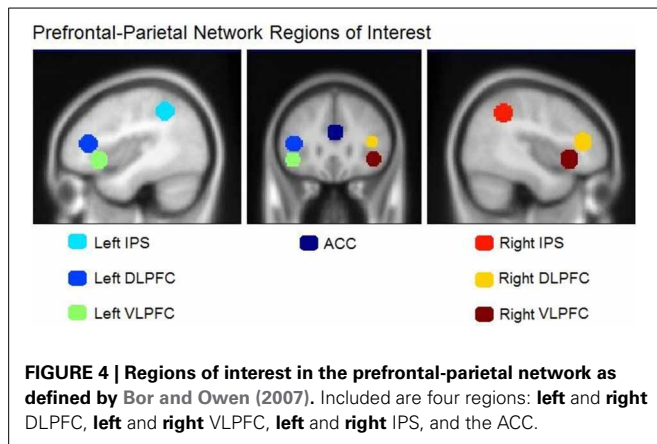 Prefrontal-Parietal Network Regions of Interest
Left IPS
Left DLPFC
Left VLPFC
ACC
Right IPS
Right DLPFC
Right VLPFC
FIGURE 4 | Regions of interest in the prefrontal-parietal network as
defined by Bor and Owen (2007). Included are four regions: left and right
DLPFC, left and right VLPFC, left and right IPS, and the ACC.